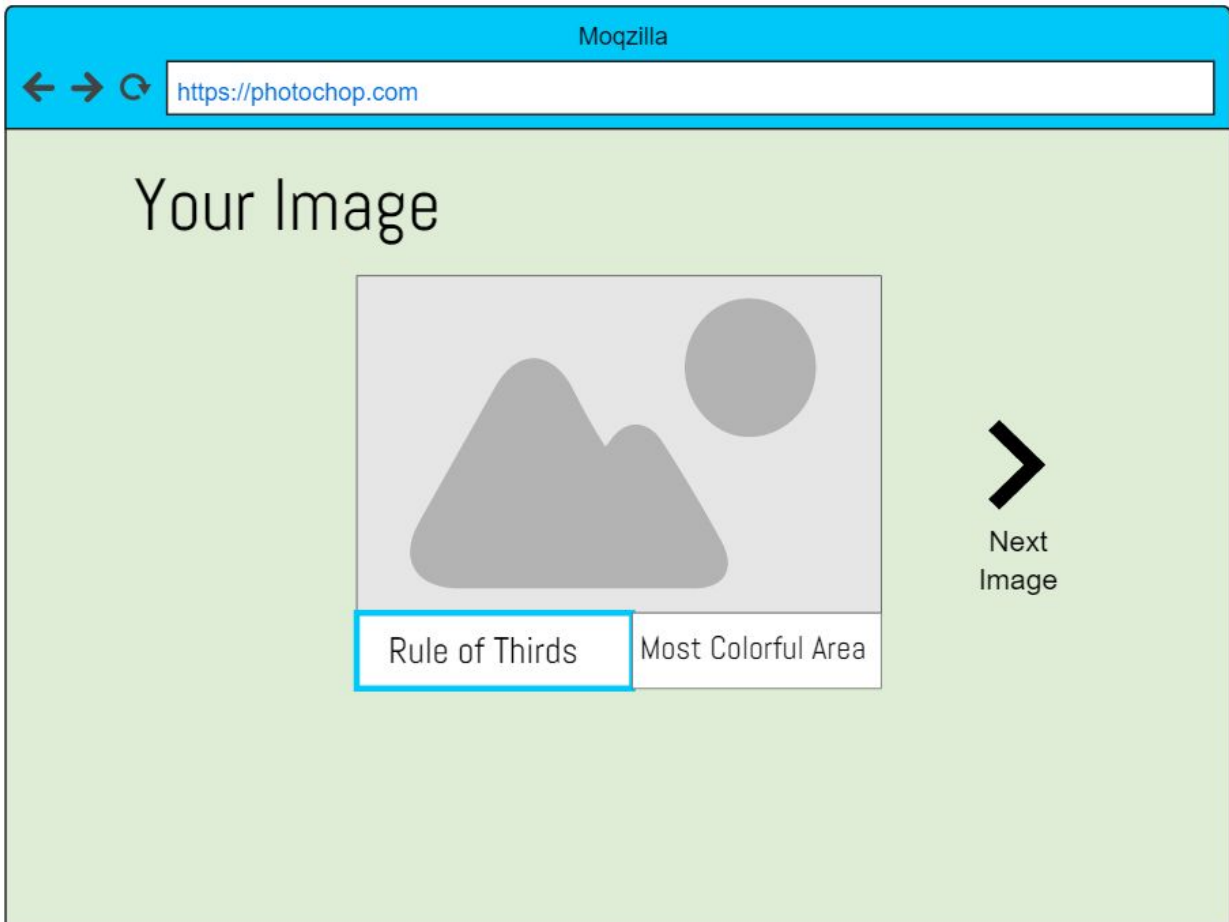 Moqzilla
https://photochop.com
Your Image
Next
Image
Rule of Thirds
Most Colorful Area